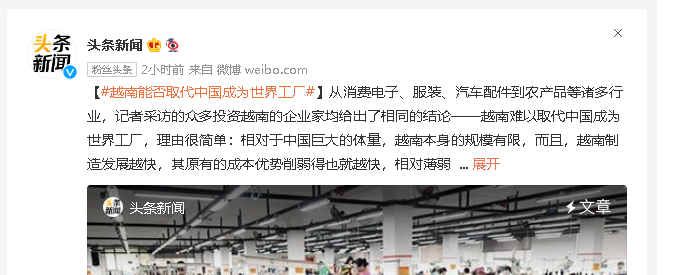 头条
新闻
头条新闻
粉丝头条 2小时前 来自 微博 weibo.com
【#越南能否取代中国成为世界工厂#】从消费电子、服装、汽车配件到农产品等诸多行
业，记者采访的众多投资越南的企业家均给出了相同的结论——越南难以取代中国成为
世界工厂，理由很简单：相对于中国巨大的体量，越南本身的规模有限，而且，越南制
造发展越快，其原有的成本优势削弱得也就越快，相对薄弱 ... 展开
头条
新闻
头条新闻
文章